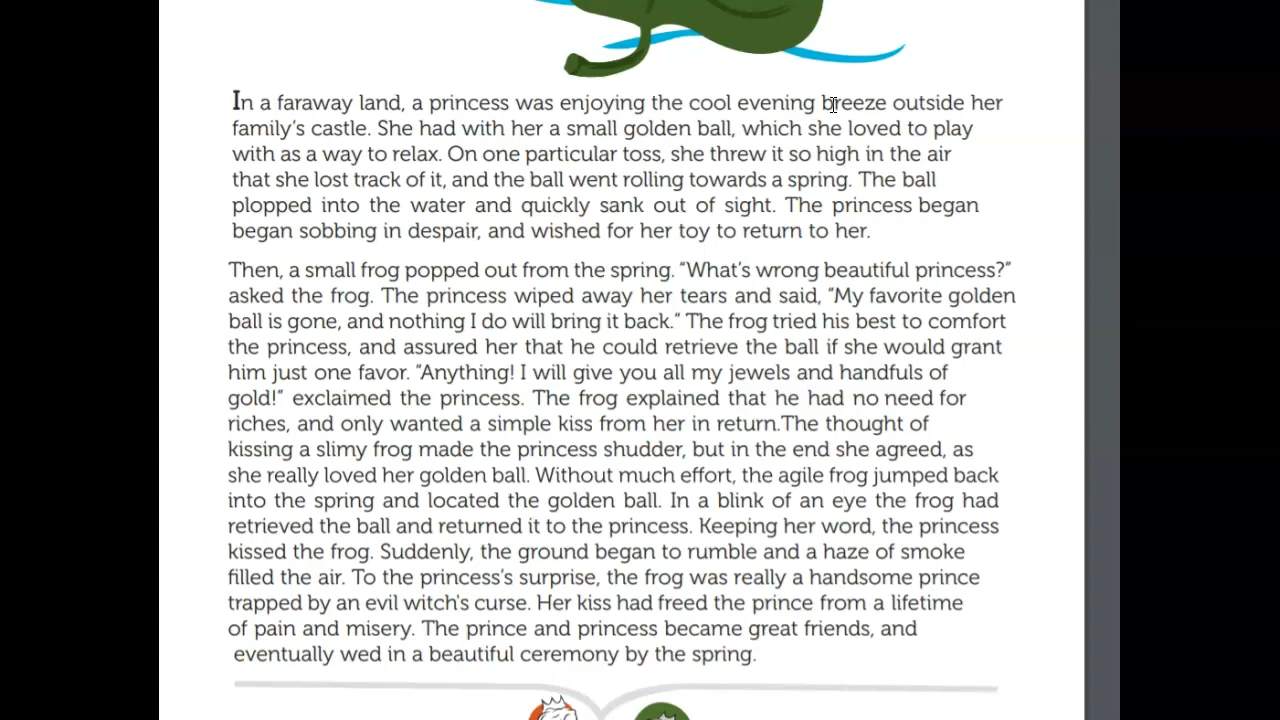 In a faraway land, a princess was enjoying the cool evening breeze outside her
family's castle. She had with her a small golden ball, which she loved to play
with as a way to relax. On one particular toss, she threw it so high in the air
that she lost track of it, and the ball went rolling towards a spring. The ball
plopped into the water and quickly sank out of sight. The princess began
began sobbing in despair, and wished for her toy to return to her.
Then, a small frog popped out from the spring. “What's wrong beautiful princess?”
asked the frog. The princess wiped away her tears and said, “My favorite golden
ball is gone, and nothing I do will bring it back.” The frog tried his best to comfort
the princess, and assured her that he could retrieve the ball if she would grant
him just one favor. “Anything! I will give you all my jewels and handfuls of
gold!” exclaimed the princess. The frog explained that he had no need for
riches, and only wanted a simple kiss from her in return.The thought of
kissing a slimy frog made the princess shudder, but in the end she agreed, as
she really loved her golden ball. Without much effort, the agile frog jumped back
into the spring and located the golden ball. In a blink of an eye the frog had
retrieved the ball and returned it to the princess. Keeping her word, the princess
kissed the frog. Suddenly, the ground began to rumble and a haze of smoke
filled the air. To the princess's surprise, the frog was really a handsome prince
trapped by an evil witch's curse. Her kiss had freed the prince from a lifetime
of pain and misery. The prince and princess became great friends, and
eventually wed in a beautiful ceremony by the spring.